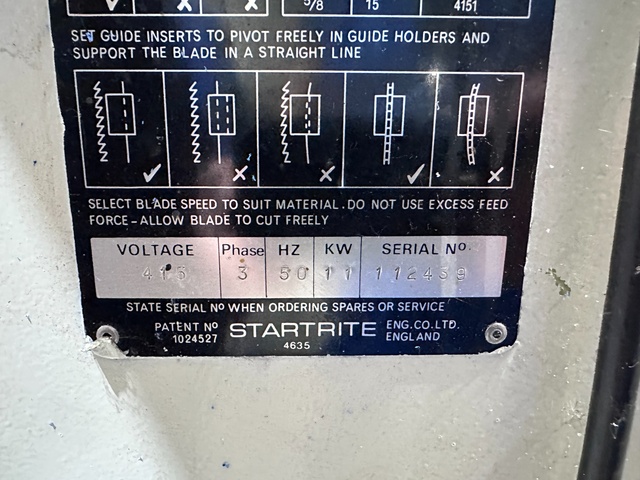 5/8 15 4151
SET GUIDE INSERTS TO PIVOT FREELY IN GUIDE HOLDERS AND
SUPPORT THE BLADE IN A STRAIGHT LINE
SELECT BLADE SPEED TO SUIT MATERIAL. DO NOT USE EXCESS FEED
FORCE-ALLOW BLADE TO CUT FREELY
VOLTAGE Phase HZ KW SERIAL Nº
415 3 50 11 112439
STATE SERIAL Nº WHEN ORDERING SPARES OR SERVICE
PATENT Nº
1024527
STARTRITE
4635
ENG.CO.LTD.
ENGLAND